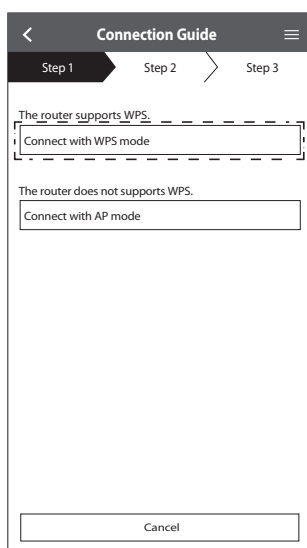 Connection Guide
Step 1
Step 2
Step 3
The router supports WPS.
Connect with WPS mode
The router does not supports WPS.
Connect with AP mode
Cancel